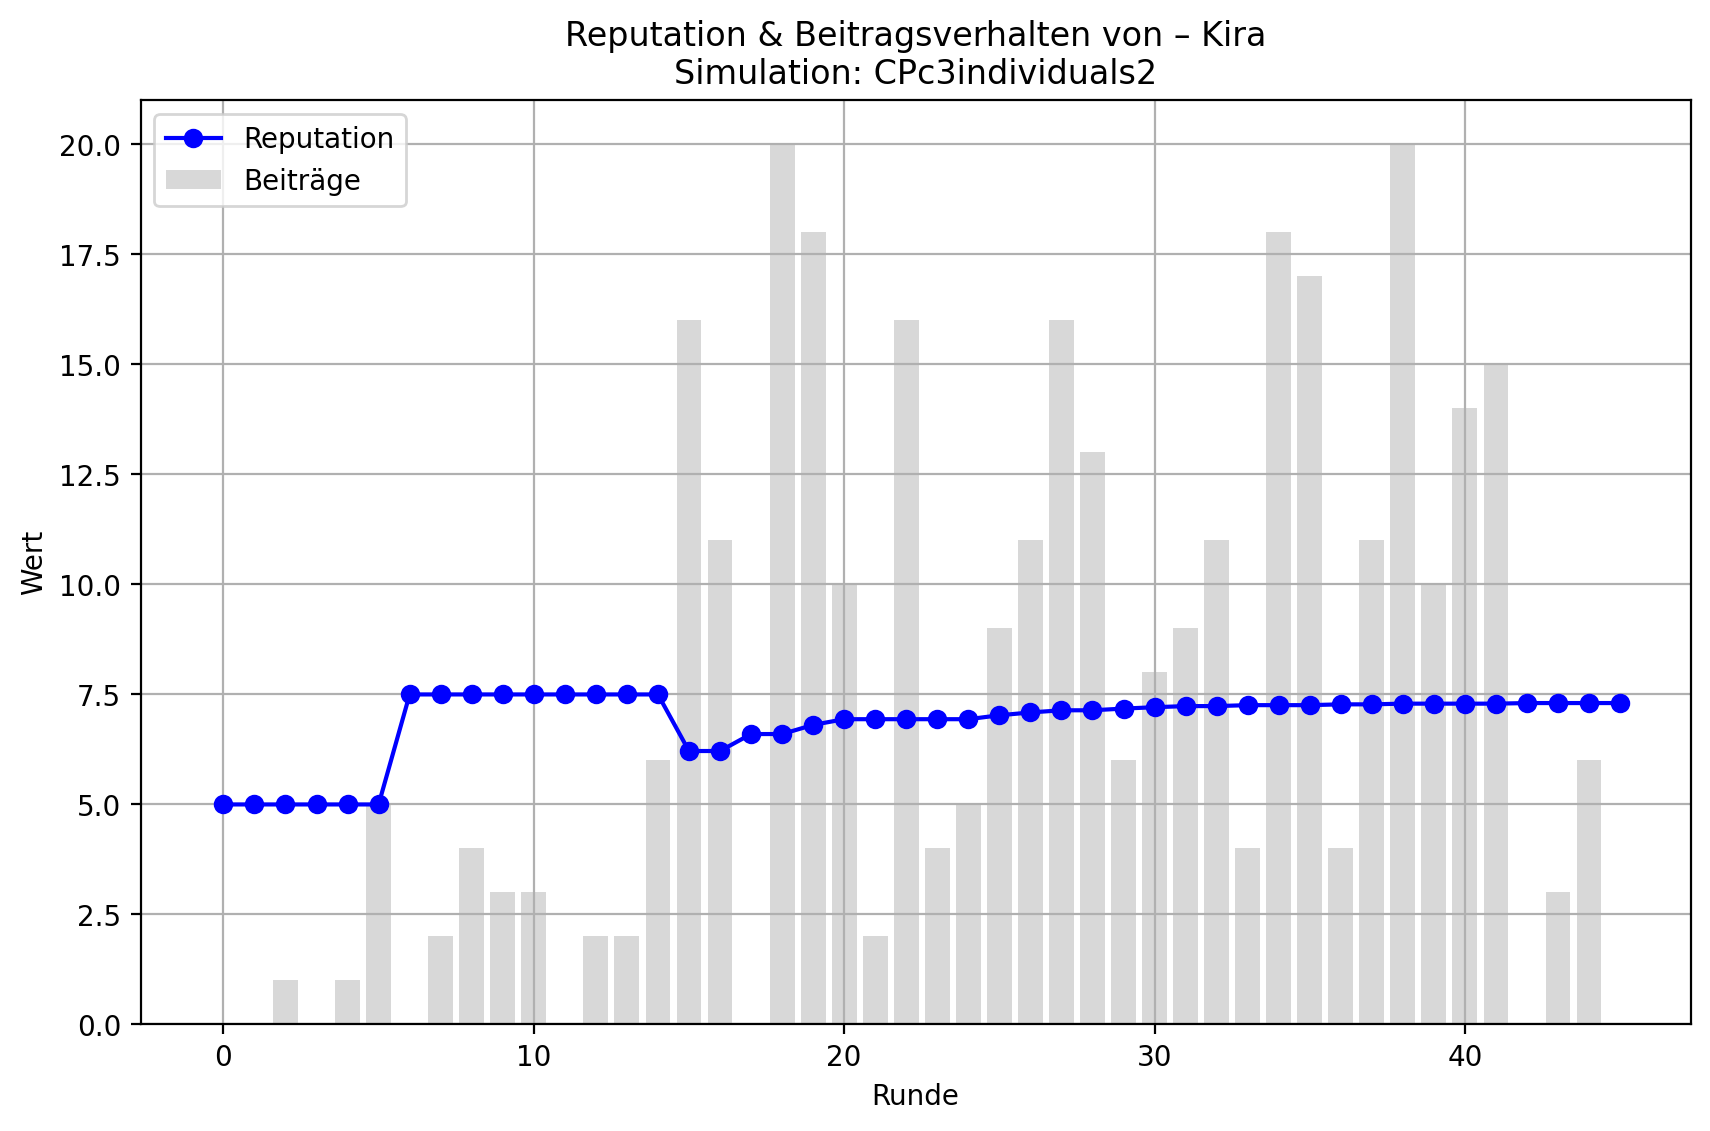 Reputation & Beitragsverhalten von – Kira
Simulation: CPc3individuals2
Reputation
Beiträge
Wert
20.0
17.5
15.0
12.5
10.0
7.5
5.0
2.5
0.0
0 10 20 30 40
Runde